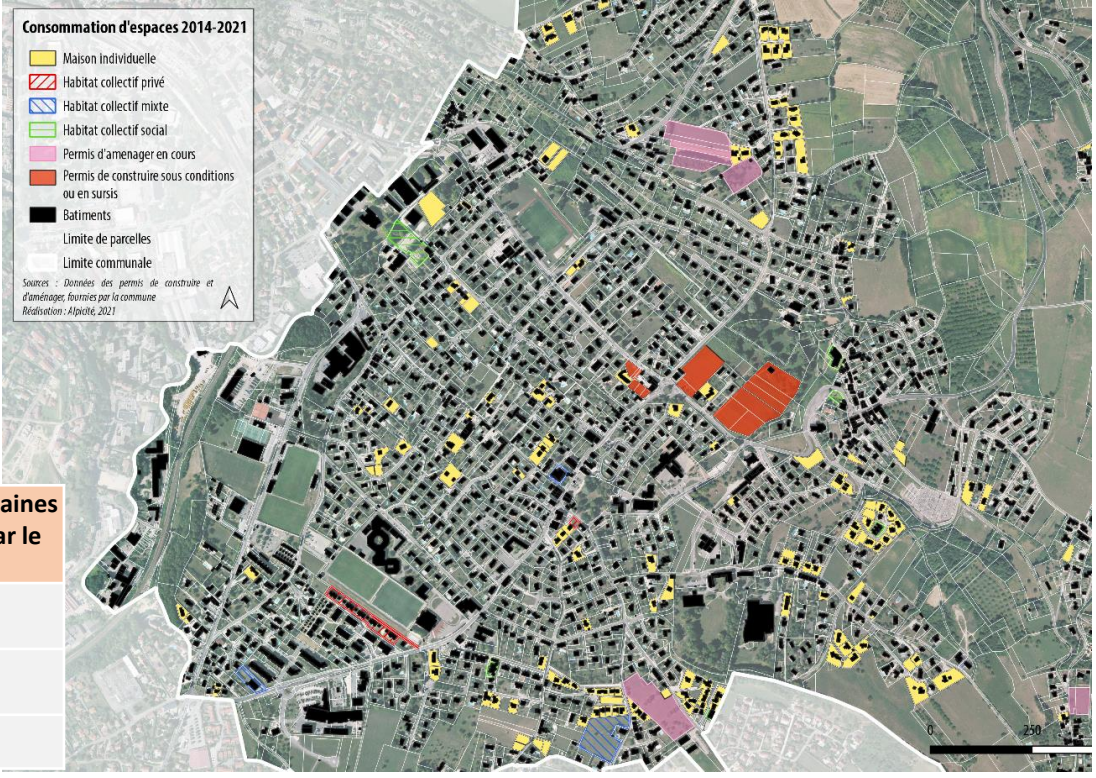 Consommation d'espaces 2014-2021
Maison individuelle
Habitat collectif privé
Habitat collectif mixte
Habitat collectif social
Permis d'amenager en cours
Permis de construire sous conditions
ou en sursis
Batiments
Limite de parcelles
Limite communale
Sources : Données des permis de construire et
d'aménager, fournies par la commune
Réalisation : Alpicité, 2021
aines
ar le
0 250